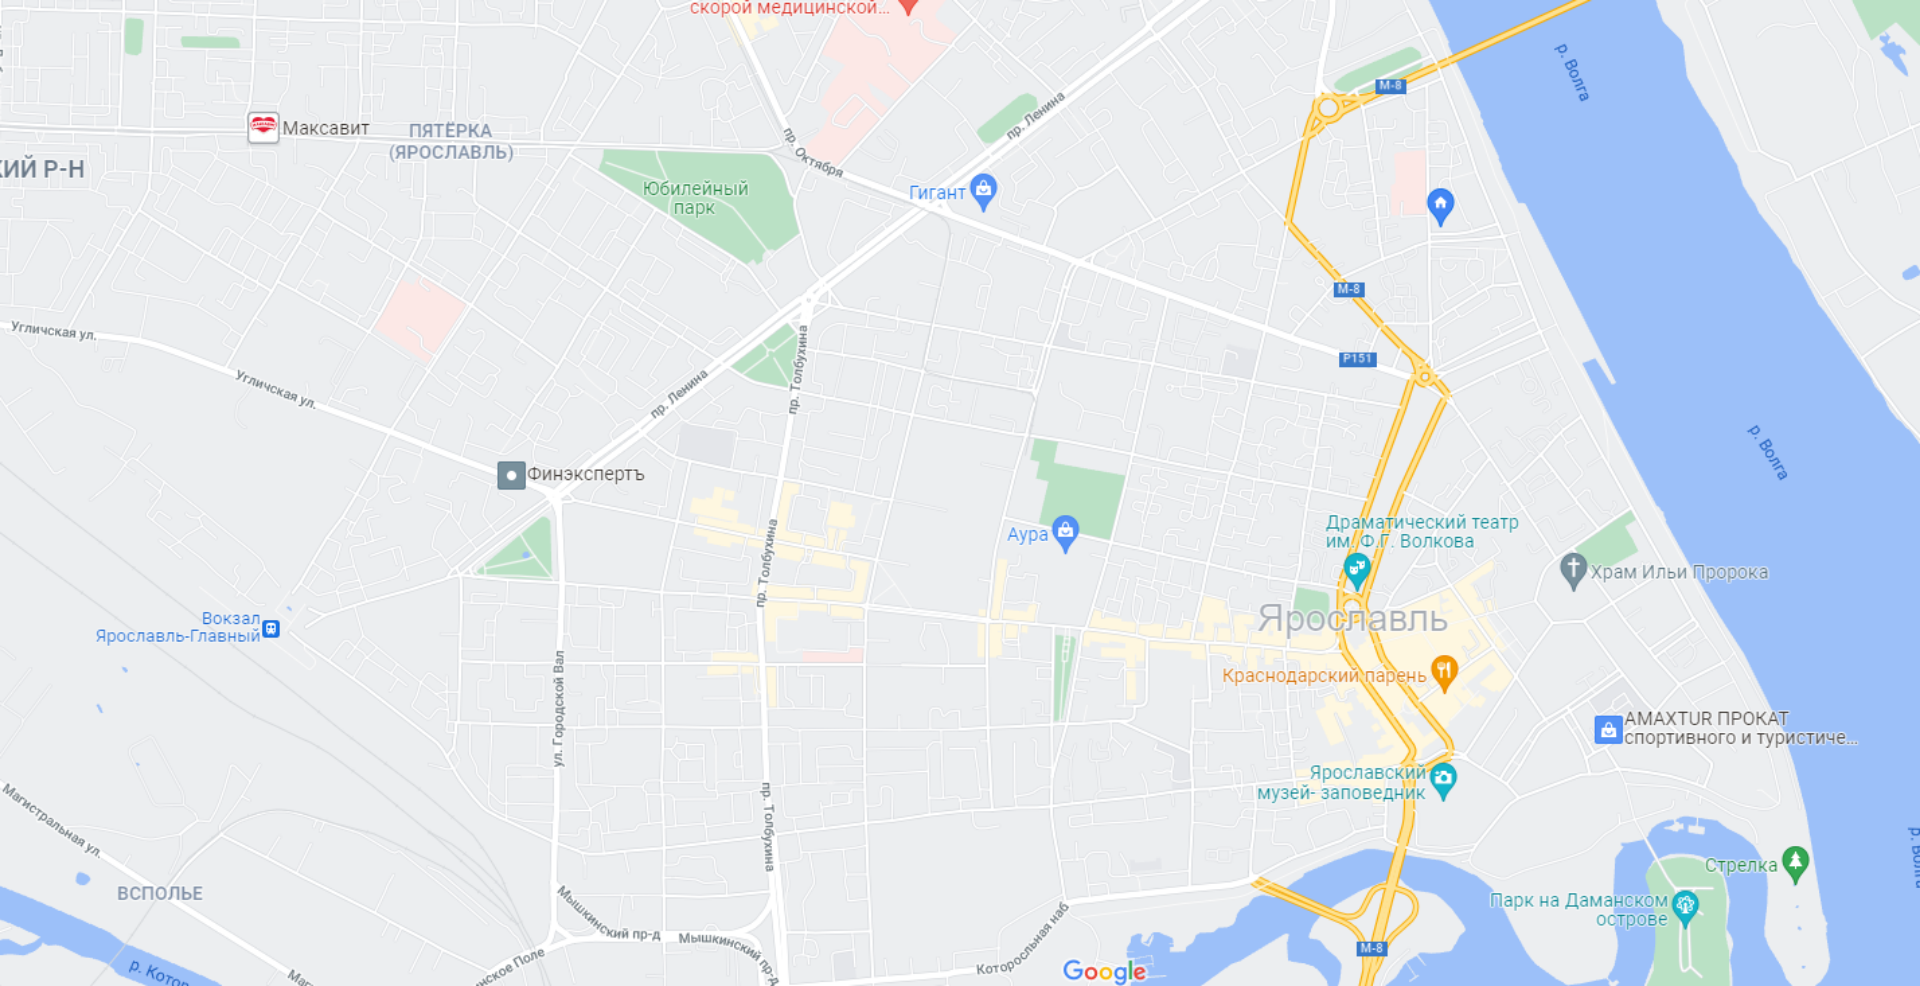 скорой медицинской...
М-8
р. Волга
пр. Ленина
Максавит
ПЯТЁРКА
(ЯРОСЛАВЛЬ)
пр. Октября
КИЙ Р-Н
Юбилейный
парк
Гигант
М-8
Угличская ул.
пр. Толбухина
Р151
Угличская ул.
пр. Ленина
р. Волга
Финэкспертъ
Драматический театр
им. Ф.Г. Волкова
Аура
пр. Толбухина
Храм Ильи Пророка
Вокзал
Ярославль-Главный
Ярославль
Краснодарский парень
ул. Городской Вал
AMAXTUR ПРОКАТ
спортивного и туристиче...
Ярославский
музей- заповедник
Магистральная ул.
пр. Толбухина
Стрелка
ВСПОЛЬЕ
Парк на Даманском
острове
Мышкинский пр-д
Мышкинский пр-д
Которосльная наб
М-8
р. Кото
Google